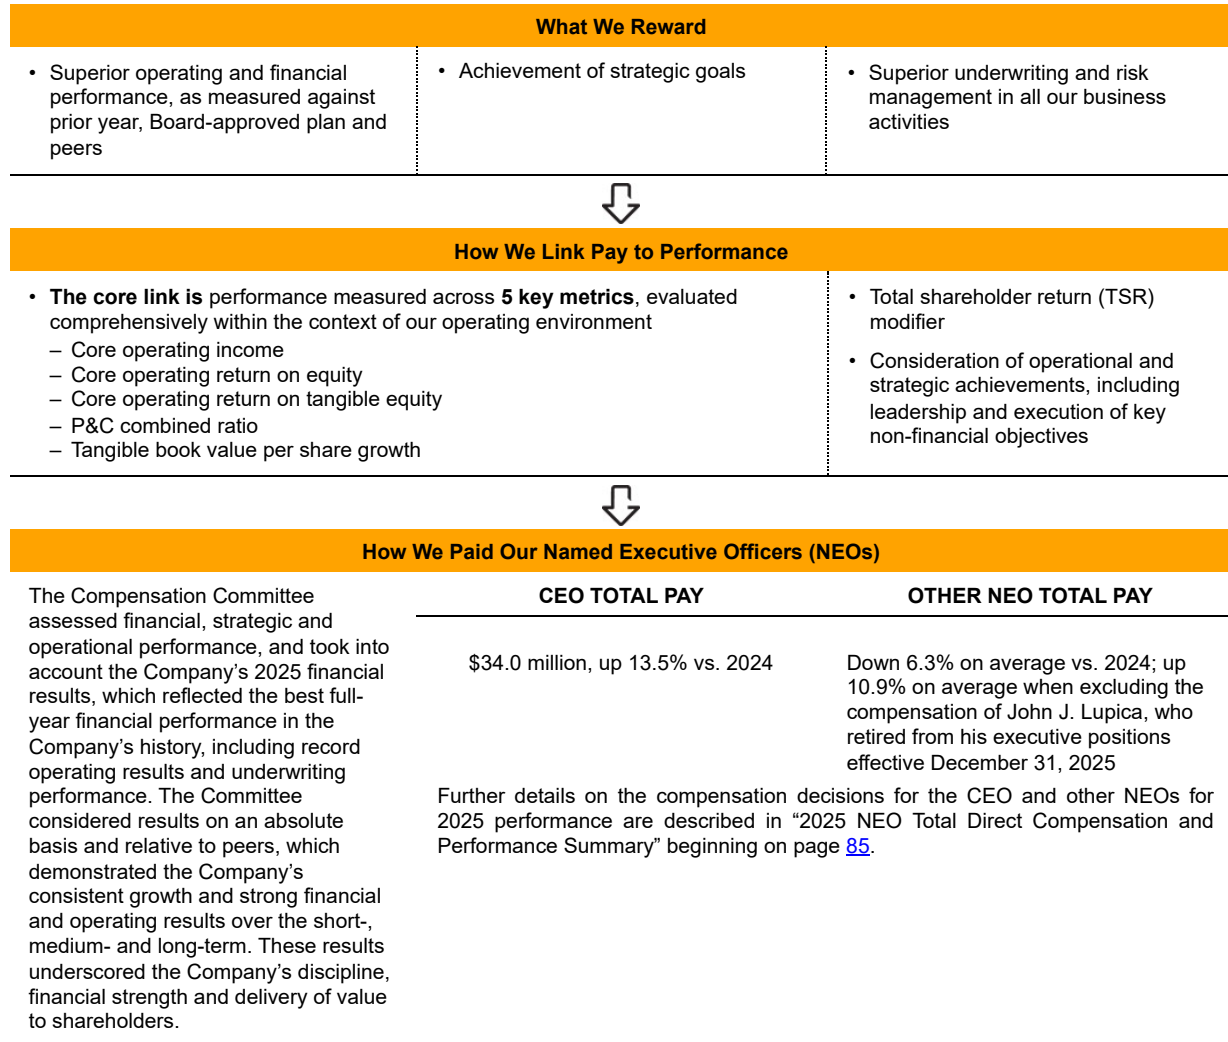 What We Reward
• Superior operating and financial
performance, as measured against
prior year, Board-approved plan and
peers
• Achievement of strategic goals
• Superior underwriting and risk
management in all our business
activities
How We Link Pay to Performance
• The core link is performance measured across 5 key metrics, evaluated
comprehensively within the context of our operating environment
– Core operating income
– Core operating return on equity
– Core operating return on tangible equity
– P&C combined ratio
– Tangible book value per share growth
• Total shareholder return (TSR)
modifier
• Consideration of operational and
strategic achievements, including
leadership and execution of key
non-financial objectives
How We Paid Our Named Executive Officers (NEOs)
The Compensation Committee
assessed financial, strategic and
operational performance, and took into
account the Company’s 2025 financial
results, which reflected the best full-
year financial performance in the
Company’s history, including record
operating results and underwriting
performance. The Committee
considered results on an absolute
basis and relative to peers, which
demonstrated the Company’s
consistent growth and strong financial
and operating results over the short-,
medium- and long-term. These results
underscored the Company’s discipline,
financial strength and delivery of value
to shareholders.
CEO TOTAL PAY
$34.0 million, up 13.5% vs. 2024
OTHER NEO TOTAL PAY
Down 6.3% on average vs. 2024; up
10.9% on average when excluding the
compensation of John J. Lupica, who
retired from his executive positions
effective December 31, 2025
Further details on the compensation decisions for the CEO and other NEOs for
2025 performance are described in “2025 NEO Total Direct Compensation and
Performance Summary” beginning on page 85.